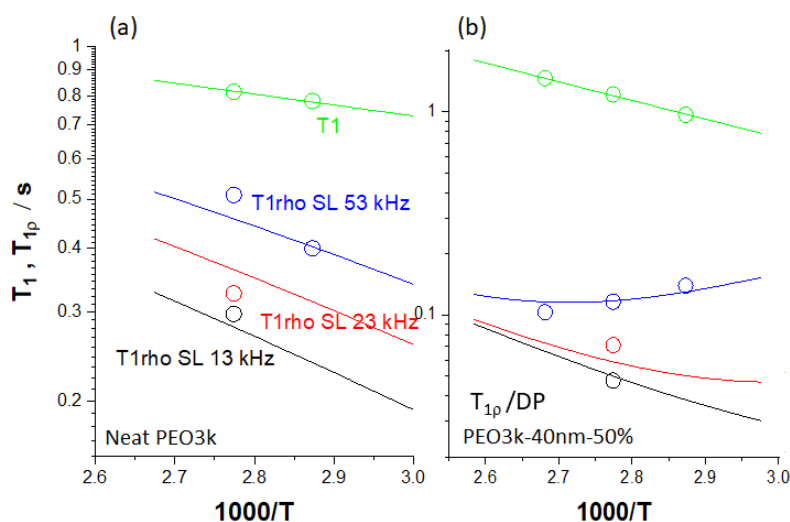 (a)
(b)
T₁ , T₁ρ / s
1
0.9
0.8
0.7
0.6
0.5
0.4
0.3
0.2
T1
T1rho SL 53 kHz
T1rho SL 23 kHz
T1rho SL 13 kHz
Neat PEO3k
2.6 2.7 2.8 2.9 3.0
1000/T
1
0.1
T₁ρ /DP
PEO3k-40nm-50%
2.6 2.7 2.8 2.9 3.0
1000/T